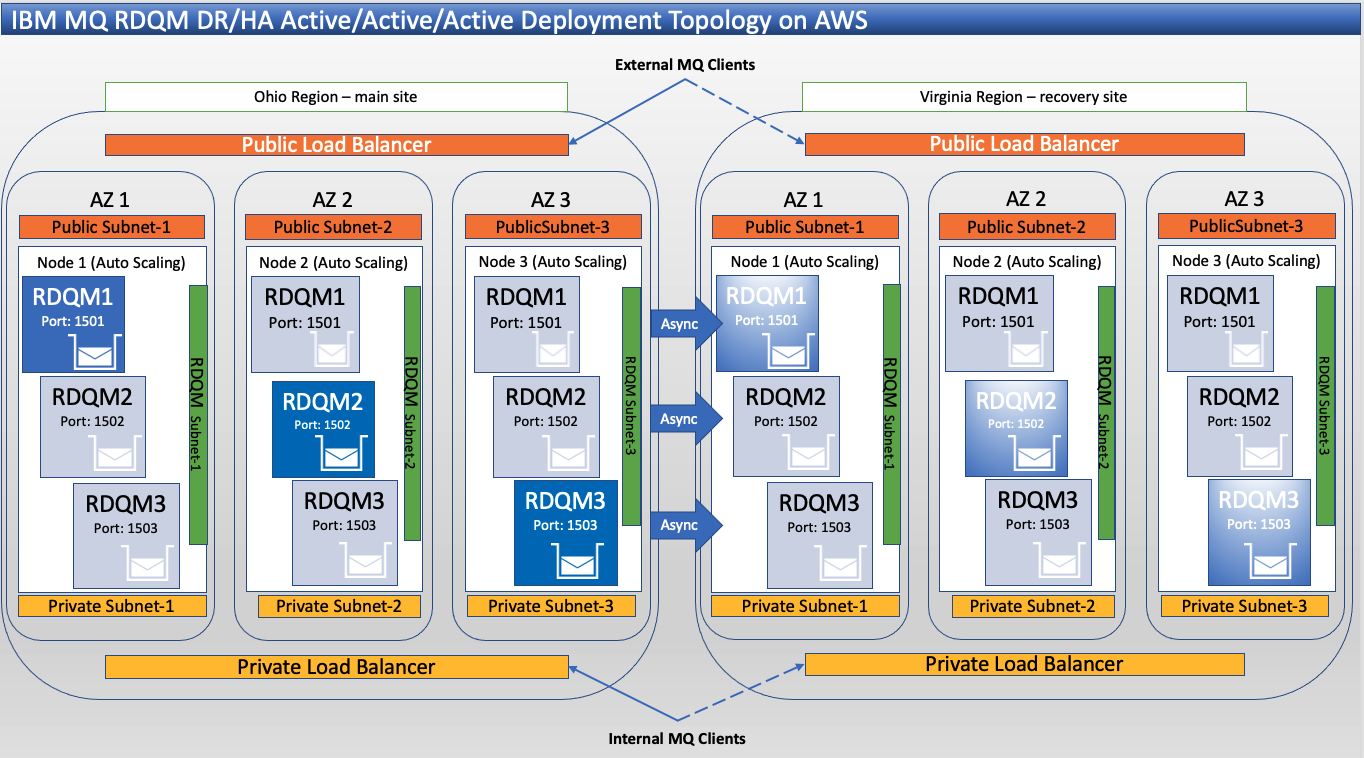 IBM MQ RDQM DR/HA Active/Active/Active Deployment Topology on AWS
External MQ Clients
Ohio Region – main site
Public Load Balancer
AZ 1
Public Subnet-1
Node 1 (Auto Scaling)
RDQM1
Port: 1501
RDQM2
Port: 1502
RDQM3
Port: 1503
RDQM Subnet-1
Private Subnet-1
AZ 2
Public Subnet-2
Node 2 (Auto Scaling)
RDQM1
Port: 1501
RDQM2
Port: 1502
RDQM3
Port: 1503
RDQM Subnet-2
Private Subnet-2
AZ 3
PublicSubnet-3
Node 3 (Auto Scaling)
RDQM1
Port: 1501
RDQM2
Port: 1502
RDQM3
Port: 1503
RDQM Subnet-3
Private Subnet-3
Private Load Balancer
Async
Async
Async
Virginia Region – recovery site
Public Load Balancer
AZ 1
Public Subnet-1
Node 1 (Auto Scaling)
RDQM1
Port: 1501
RDQM2
Port: 1502
RDQM3
Port: 1503
RDQM Subnet-1
Private Subnet-1
AZ 2
Public Subnet-2
Node 2 (Auto Scaling)
RDQM1
Port: 1501
RDQM2
Port: 1502
RDQM3
Port: 1503
RDQM Subnet-2
Private Subnet-2
AZ 3
PublicSubnet-3
Node 3 (Auto Scaling)
RDQM1
Port: 1501
RDQM2
Port: 1502
RDQM3
Port: 1503
RDQM Subnet-3
Private Subnet-3
Private Load Balancer
Internal MQ Clients